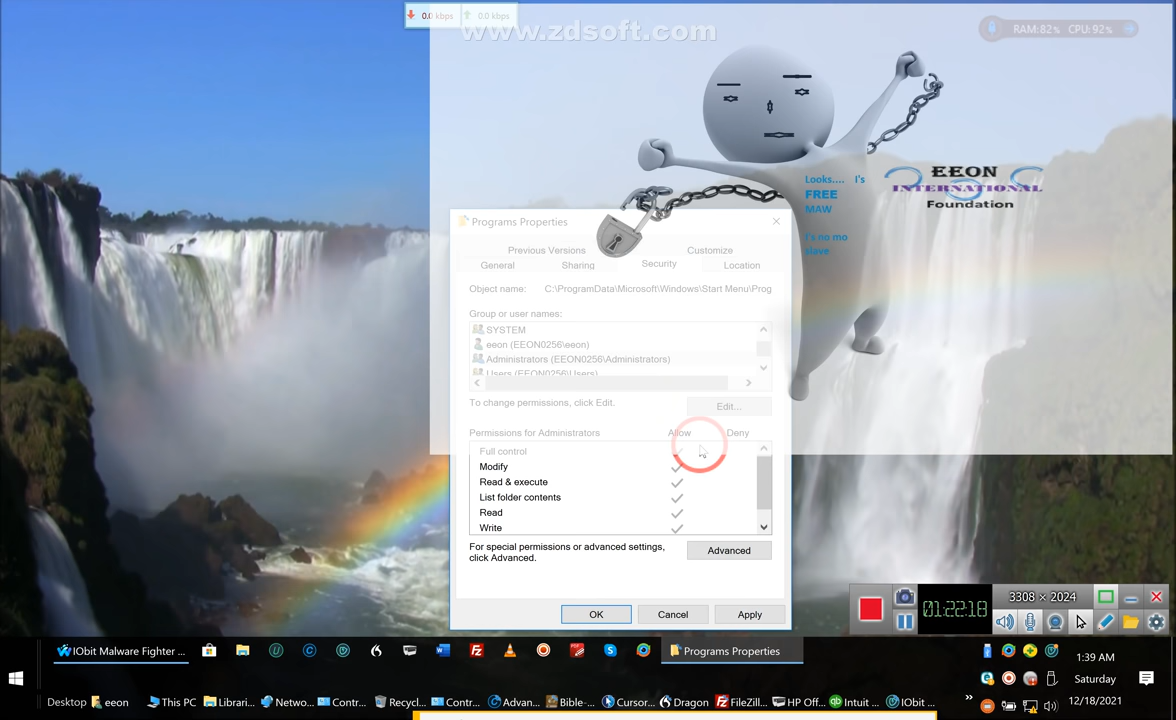 0.0 kbps 0.0 kbps
www.zdsoft.com
RAM: 82% CPU: 92%
Looks.... I's
FREE
MAW
I's no mo
slave
EEON
INTERNATIONAL
Foundation
Programs Properties
Previous Versions Customize
General Sharing Security Location
Object name: C:\ProgramData\Microsoft\Windows\Start Menu\Prog
Group or user names:
SYSTEM
eeon (EEON0256\eeon)
Administrators (EEON0256\Administrators)
Users (EEON0256\Users)
To change permissions, click Edit. Edit...
Permissions for Administrators Allow Deny
Full control
Modify
Read & execute
List folder contents
Read
Write
For special permissions or advanced settings,
click Advanced.
Advanced
OK Cancel Apply
3308 × 2024
01:22:18
IObit Malware Fighter ... Programs Properties
1:39 AM
Saturday
12/18/2021
Desktop eeon This PC Librari... Networ... Contr... Recycl... Contr... Advan... Bible-... Cursor... Dragon FileZill... HP Off... Intuit ... IObit ...